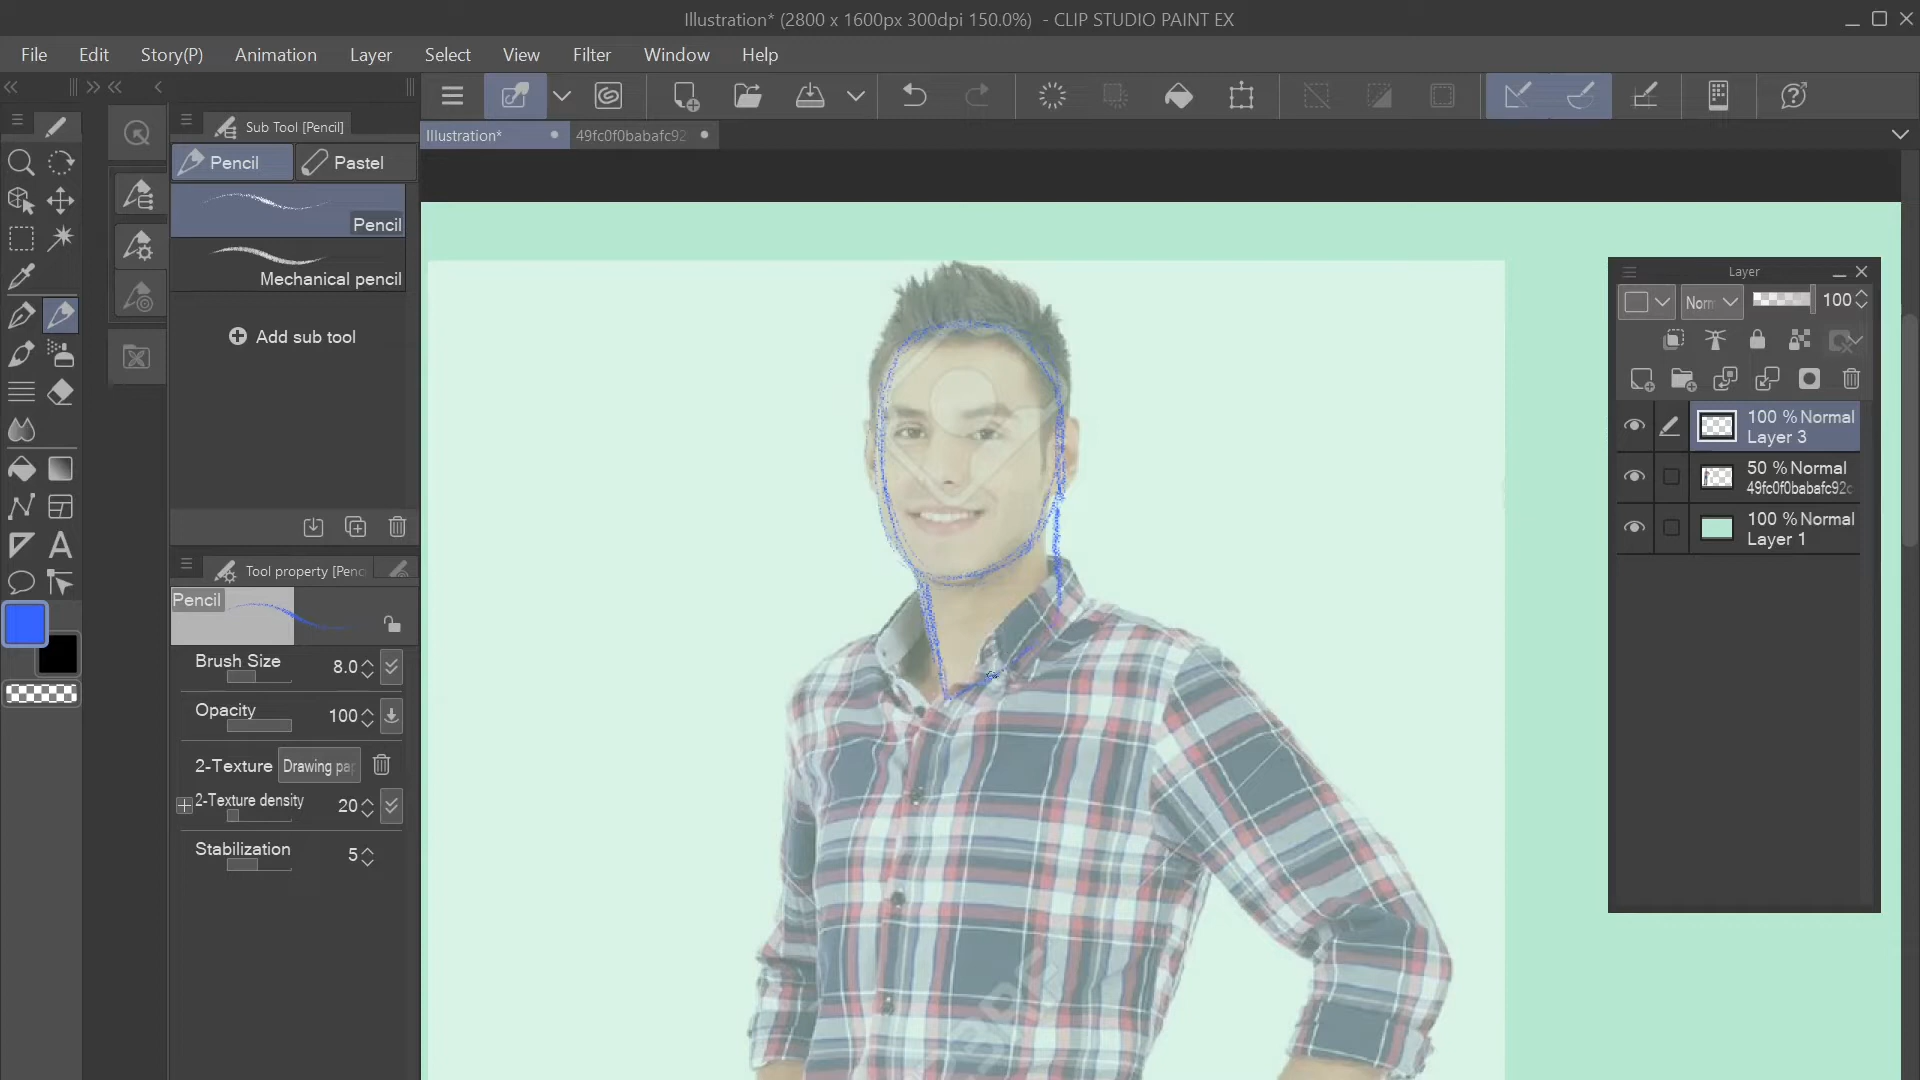 Illustration* (2800 x 1600px 300dpi 150.0%) - CLIP STUDIO PAINT EX
File Edit Story(P) Animation Layer Select View Filter Window Help
Sub Tool [Pencil]
Illustration* 49fc0f0babafc92
Pencil Pastel
Pencil
Mechanical pencil
Add sub tool
Tool property [Penc
Pencil
Brush Size 8.0
Opacity 100
2-Texture Drawing pap
2-Texture density 20
Stabilization 5
Layer
Norm 100
100 % Normal
Layer 3
50 % Normal
49fc0f0babafc92c
100 % Normal
Layer 1